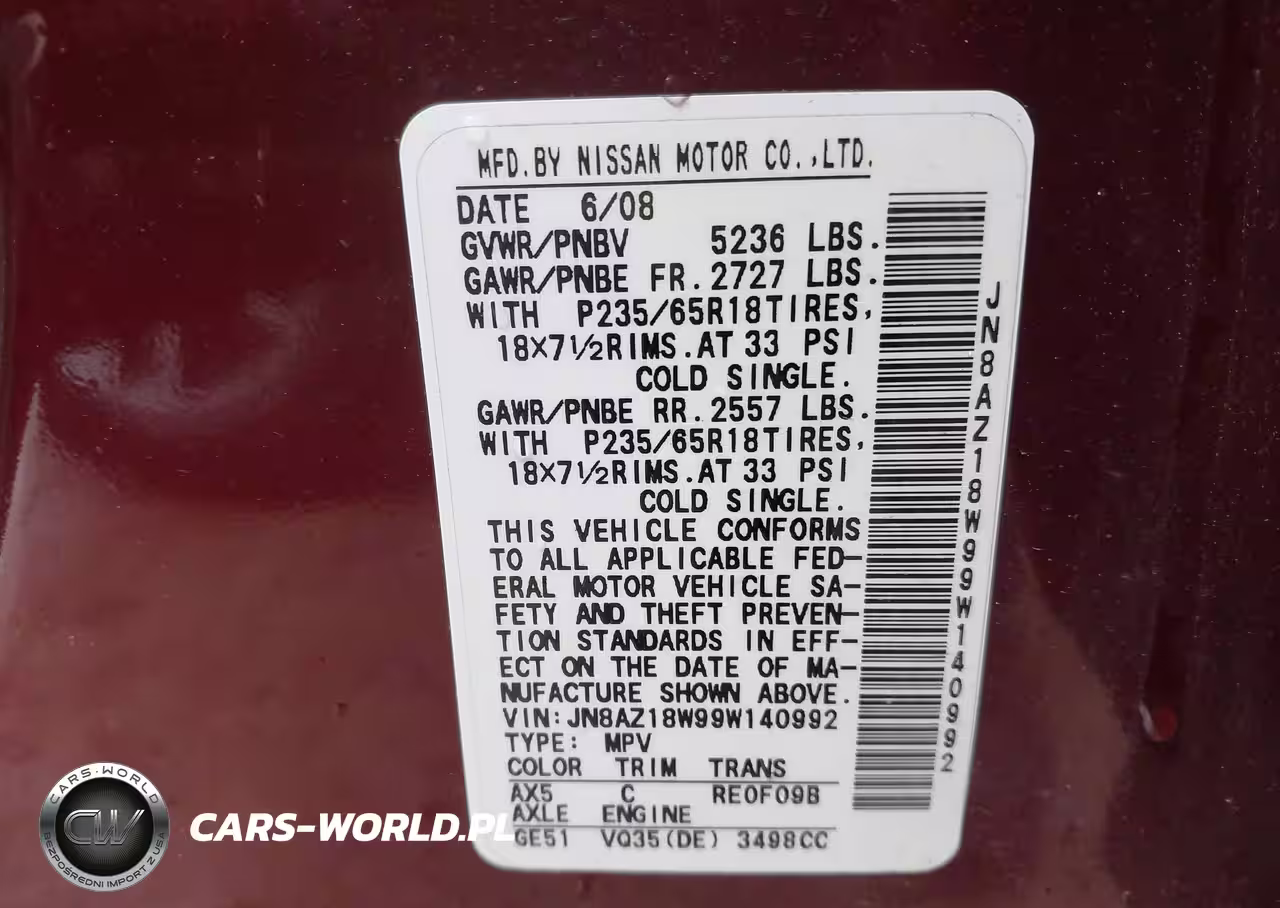 MFD.BY NISSAN MOTOR CO.,LTD.
DATE 6/08
GVWR/PNBV 5236 LBS.
GAWR/PNBE FR.2727 LBS.
WITH P235/65R18TIRES,
18×7½RIMS.AT 33 PSI
COLD SINGLE.
GAWR/PNBE RR.2557 LBS.
WITH P235/65R18TIRES,
18×7½RIMS.AT 33 PSI
COLD SINGLE.
THIS VEHICLE CONFORMS
TO ALL APPLICABLE FED-
ERAL MOTOR VEHICLE SA-
FETY AND THEFT PREVEN-
TION STANDARDS IN EFF-
ECT ON THE DATE OF MA-
NUFACTURE SHOWN ABOVE.
VIN:JN8AZ18W99W140992
TYPE: MPV
COLOR TRIM TRANS
AX5 C RE0F09B
AXLE ENGINE
GE51 VQ35(DE) 3498CC
JN8AZ18W99W140992
CARS-WORLD
CW
BEZPOŚREDNI IMPORT Z USA
CARS-WORLD.PL